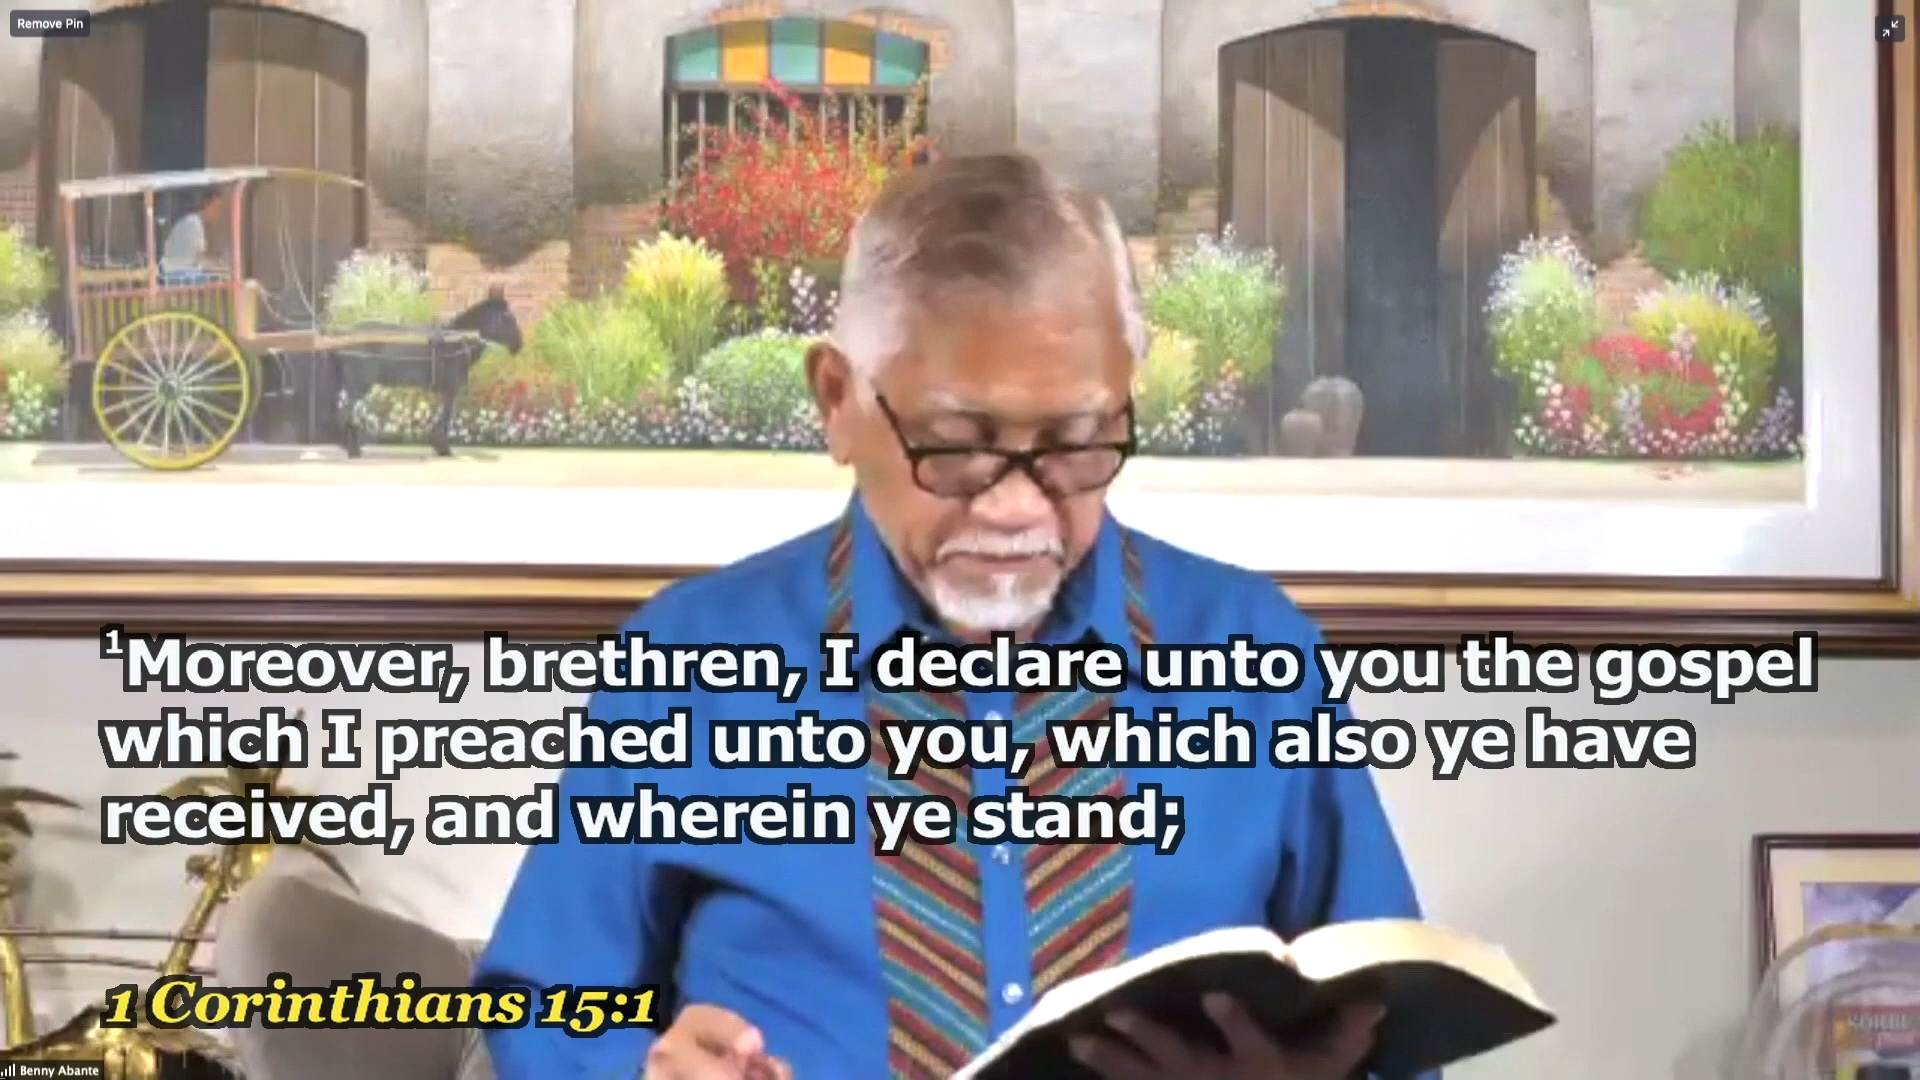 Remove Pin
¹Moreover, brethren, I declare unto you the gospel
which I preached unto you, which also ye have
received, and wherein ye stand;
1 Corinthians 15:1
Benny Abante